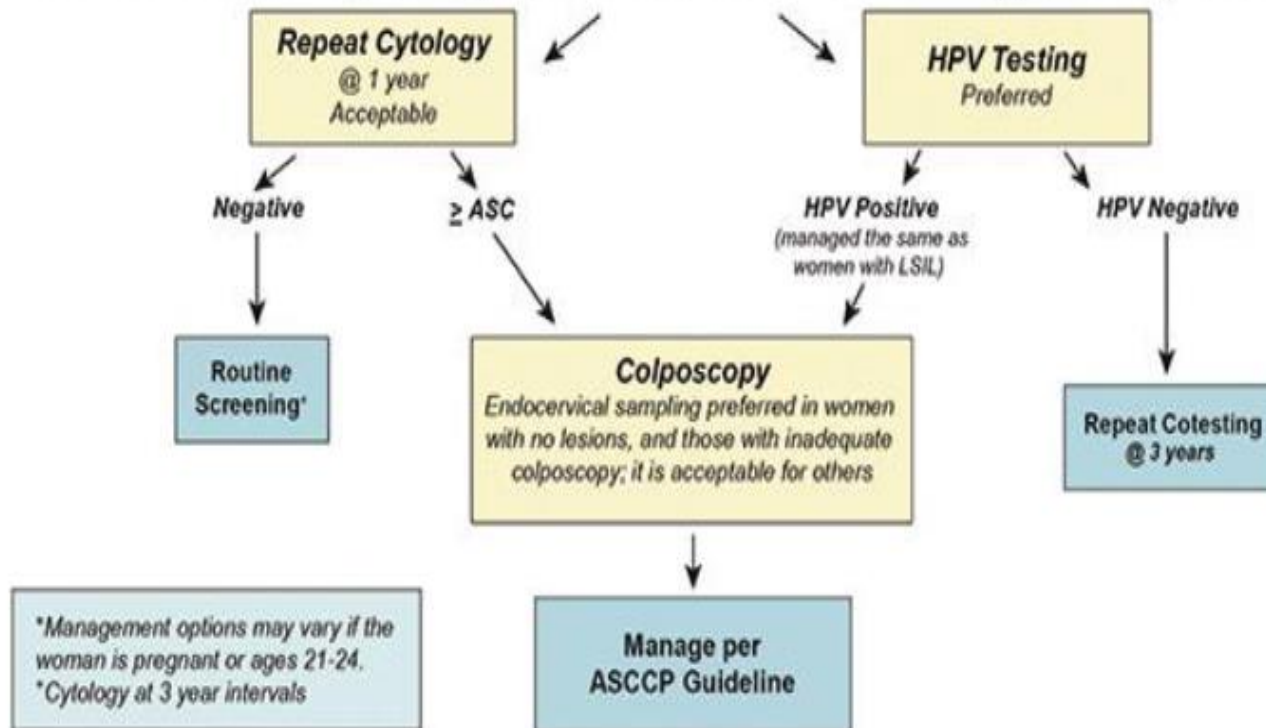 Repeat Cytology
@ 1 year
Acceptable
HPV Testing
Preferred
Negative
≥ ASC
HPV Positive
(managed the same as
women with LSIL)
HPV Negative
Routine
Screening*
Colposcopy
Endocervical sampling preferred in women
with no lesions, and those with inadequate
colposcopy; it is acceptable for others
Repeat Cotesting
@ 3 years
*Management options may vary if the
woman is pregnant or ages 21-24.
*Cytology at 3 year intervals
Manage per
ASCCP Guideline